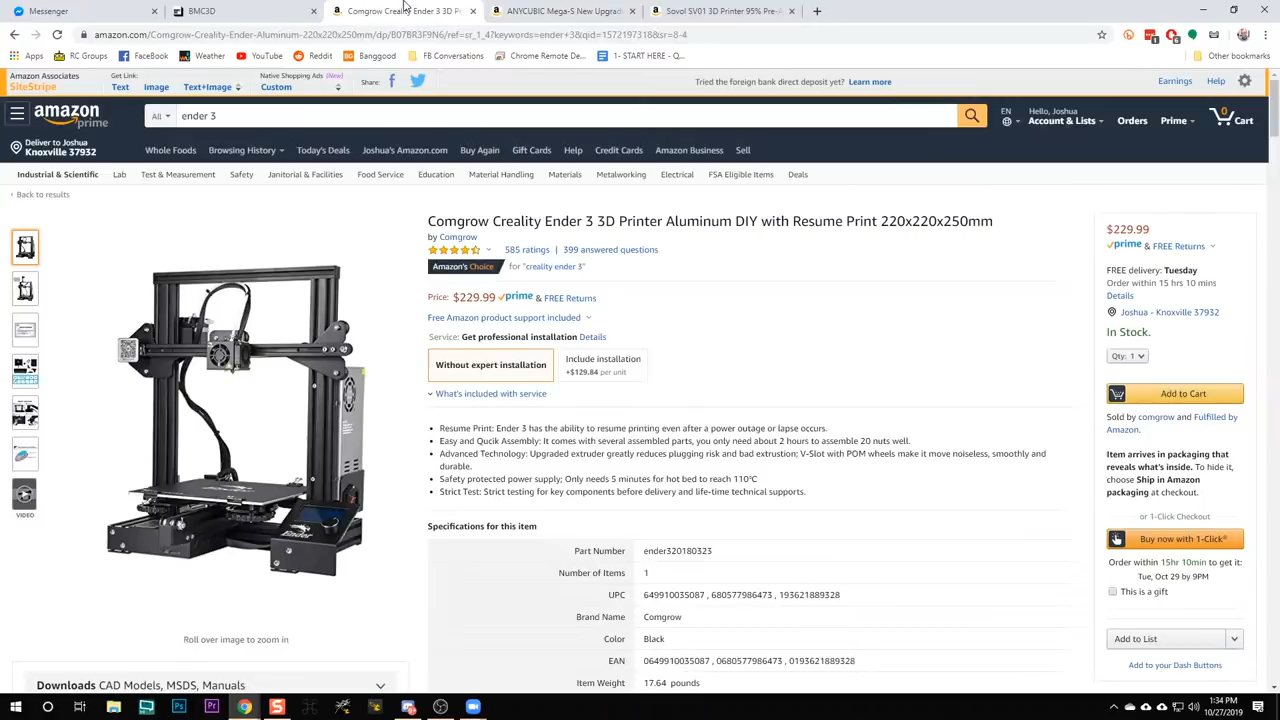 Messenger
BMC3D
Comgrow Creality Ender 3 3D Pr
ANYCUBIC Mega-S New Upgrade
Sovol SV01 3D Printer 95% Pre-A
amazon.com/Comgrow-Creality-Ender-Aluminum-220x220x250mm/dp/B07BR3F9N6/ref=sr_1_4?keywords=ender+3&qid=1572197318&sr=8-4
Apps
RC Groups
FaceBook
Weather
YouTube
Reddit
Banggood
FB Conversations
Chrome Remote De...
1 - START HERE - Q...
Other bookmarks
Amazon Associates
SiteStripe
Get Link:
Text
Image
Text+Image
Native Shopping Ads (New)
Custom
Share:
Tried the foreign bank direct deposit yet? Learn more
Earnings
Help
amazon
prime
All
ender 3
EN
Hello, Joshua
Account & Lists
Orders
Prime
0
Cart
Deliver to Joshua
Knoxville 37932
Whole Foods
Browsing History
Today's Deals
Joshua's Amazon.com
Buy Again
Gift Cards
Help
Credit Cards
Amazon Business
Sell
Industrial & Scientific
Lab
Test & Measurement
Safety
Janitorial & Facilities
Food Service
Education
Material Handling
Materials
Metalworking
Electrical
FSA Eligible Items
Deals
‹ Back to results
Comgrow Creality Ender 3 3D Printer Aluminum DIY with Resume Print 220x220x250mm
by Comgrow
585 ratings | 399 answered questions
Amazon's Choice for "creality ender 3"
Price: $229.99 prime & FREE Returns
Free Amazon product support included
Service: Get professional installation Details
Without expert installation
Include installation
+$129.84 per unit
What's included with service
• Resume Print: Ender 3 has the ability to resume printing even after a power outage or lapse occurs.
• Easy and Qucik Assembly: It comes with several assembled parts, you only need about 2 hours to assemble 20 nuts well.
• Advanced Technology: Upgraded extruder greatly reduces plugging risk and bad extrustion; V-Slot with POM wheels make it move noiseless, smoothly and
durable.
• Safety protected power supply; Only needs 5 minutes for hot bed to reach 110℃
• Strict Test: Strict testing for key components before delivery and life-time technical supports.
Specifications for this item
Part Number ender320180323
Number of Items 1
UPC 649910035087 , 680577986473 , 193621889328
Brand Name Comgrow
Color Black
EAN 0649910035087 , 0680577986473 , 0193621889328
Item Weight 17.64 pounds
VIDEO
Roll over image to zoom in
Downloads CAD Models, MSDS, Manuals
$229.99
prime & FREE Returns
FREE delivery: Tuesday
Order within 15 hrs 10 mins
Details
Joshua - Knoxville 37932
In Stock.
Qty: 1
Add to Cart
Sold by comgrow and Fulfilled by
Amazon.
Item arrives in packaging that
reveals what's inside. To hide it,
choose Ship in Amazon
packaging at checkout.
or 1-Click Checkout
Buy now with 1-Click®
Order within 15hr 10min to get it:
Tue, Oct 29 by 9PM
This is a gift
Add to List
Add to your Dash Buttons
1:34 PM
10/27/2019